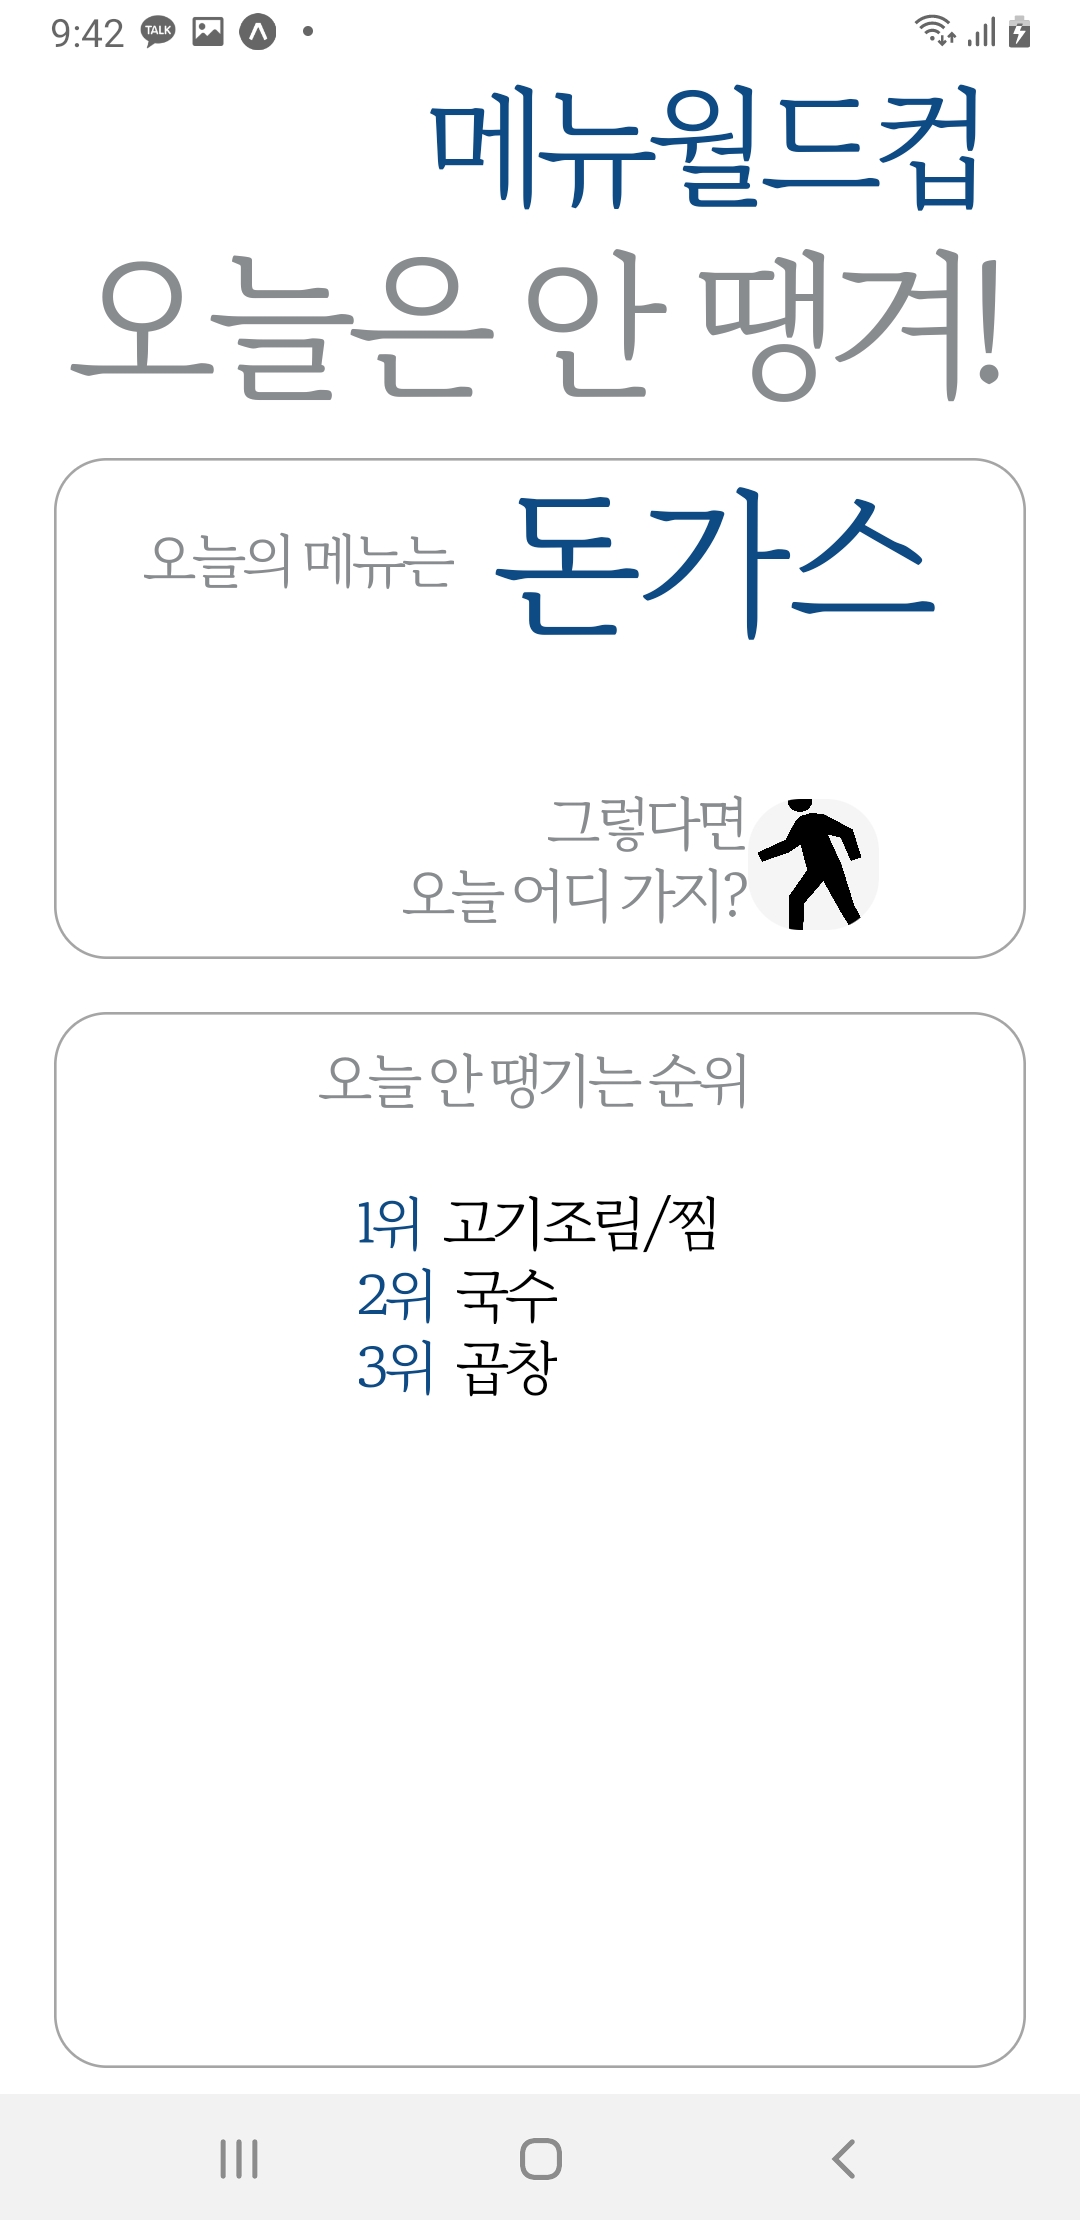 9:42 TALK
메뉴월드컵
오늘은 안 땡겨!
오늘의 메뉴는 돈가스
그렇다면
오늘 어디 가지?
오늘 안 땡기는 순위
1위 고기조림/찜
2위 국수
3위 곱창